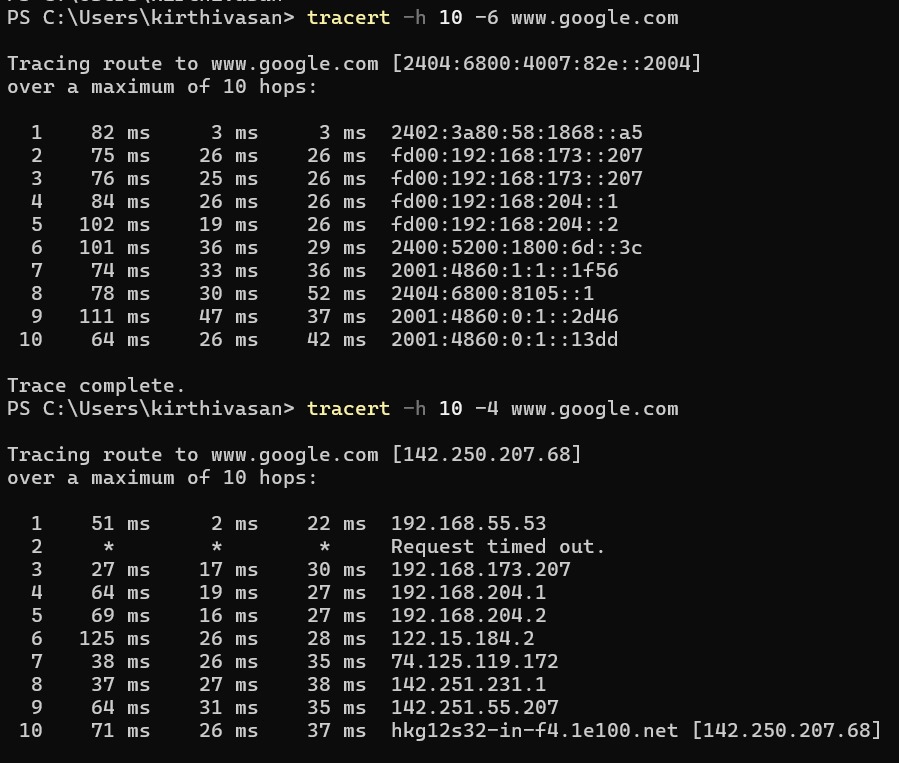 PS C:\Users\kirthivasan> tracert -h 10 -6 www.google.com
Tracing route to www.google.com [2404:6800:4007:82e::2004]
over a maximum of 10 hops:
1 82 ms 3 ms 3 ms 2402:3a80:58:1868::a5
2 75 ms 26 ms 26 ms fd00:192:168:173::207
3 76 ms 25 ms 26 ms fd00:192:168:173::207
4 84 ms 26 ms 26 ms fd00:192:168:204::1
5 102 ms 19 ms 26 ms fd00:192:168:204::2
6 101 ms 36 ms 29 ms 2400:5200:1800:6d::3c
7 74 ms 33 ms 36 ms 2001:4860:1:1::1f56
8 78 ms 30 ms 52 ms 2404:6800:8105::1
9 111 ms 47 ms 37 ms 2001:4860:0:1::2d46
10 64 ms 26 ms 42 ms 2001:4860:0:1::13dd
Trace complete.
PS C:\Users\kirthivasan> tracert -h 10 -4 www.google.com
Tracing route to www.google.com [142.250.207.68]
over a maximum of 10 hops:
1 51 ms 2 ms 22 ms 192.168.55.53
2 * * * Request timed out.
3 27 ms 17 ms 30 ms 192.168.173.207
4 64 ms 19 ms 27 ms 192.168.204.1
5 69 ms 16 ms 27 ms 192.168.204.2
6 125 ms 26 ms 28 ms 122.15.184.2
7 38 ms 26 ms 35 ms 74.125.119.172
8 37 ms 27 ms 38 ms 142.251.231.1
9 64 ms 31 ms 35 ms 142.251.55.207
10 71 ms 26 ms 37 ms hkg12s32-in-f4.1e100.net [142.250.207.68]